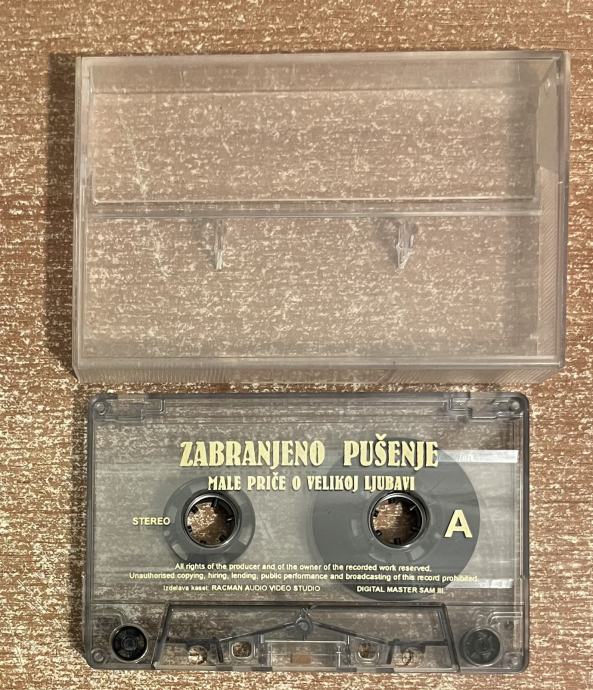 ZABRANJENO PUŠENJE
MALE PRIČE O VELIKOJ LJUBAVI
STEREO
A
All rights of the producer and of the owner of the recorded work reserved.
Unauthorised copying, hiring, lending, public performance and broadcasting of this record prohibited.
Izdelava kaset: RACMAN AUDIO VIDEO STUDIO DIGITAL MASTER SAM III.